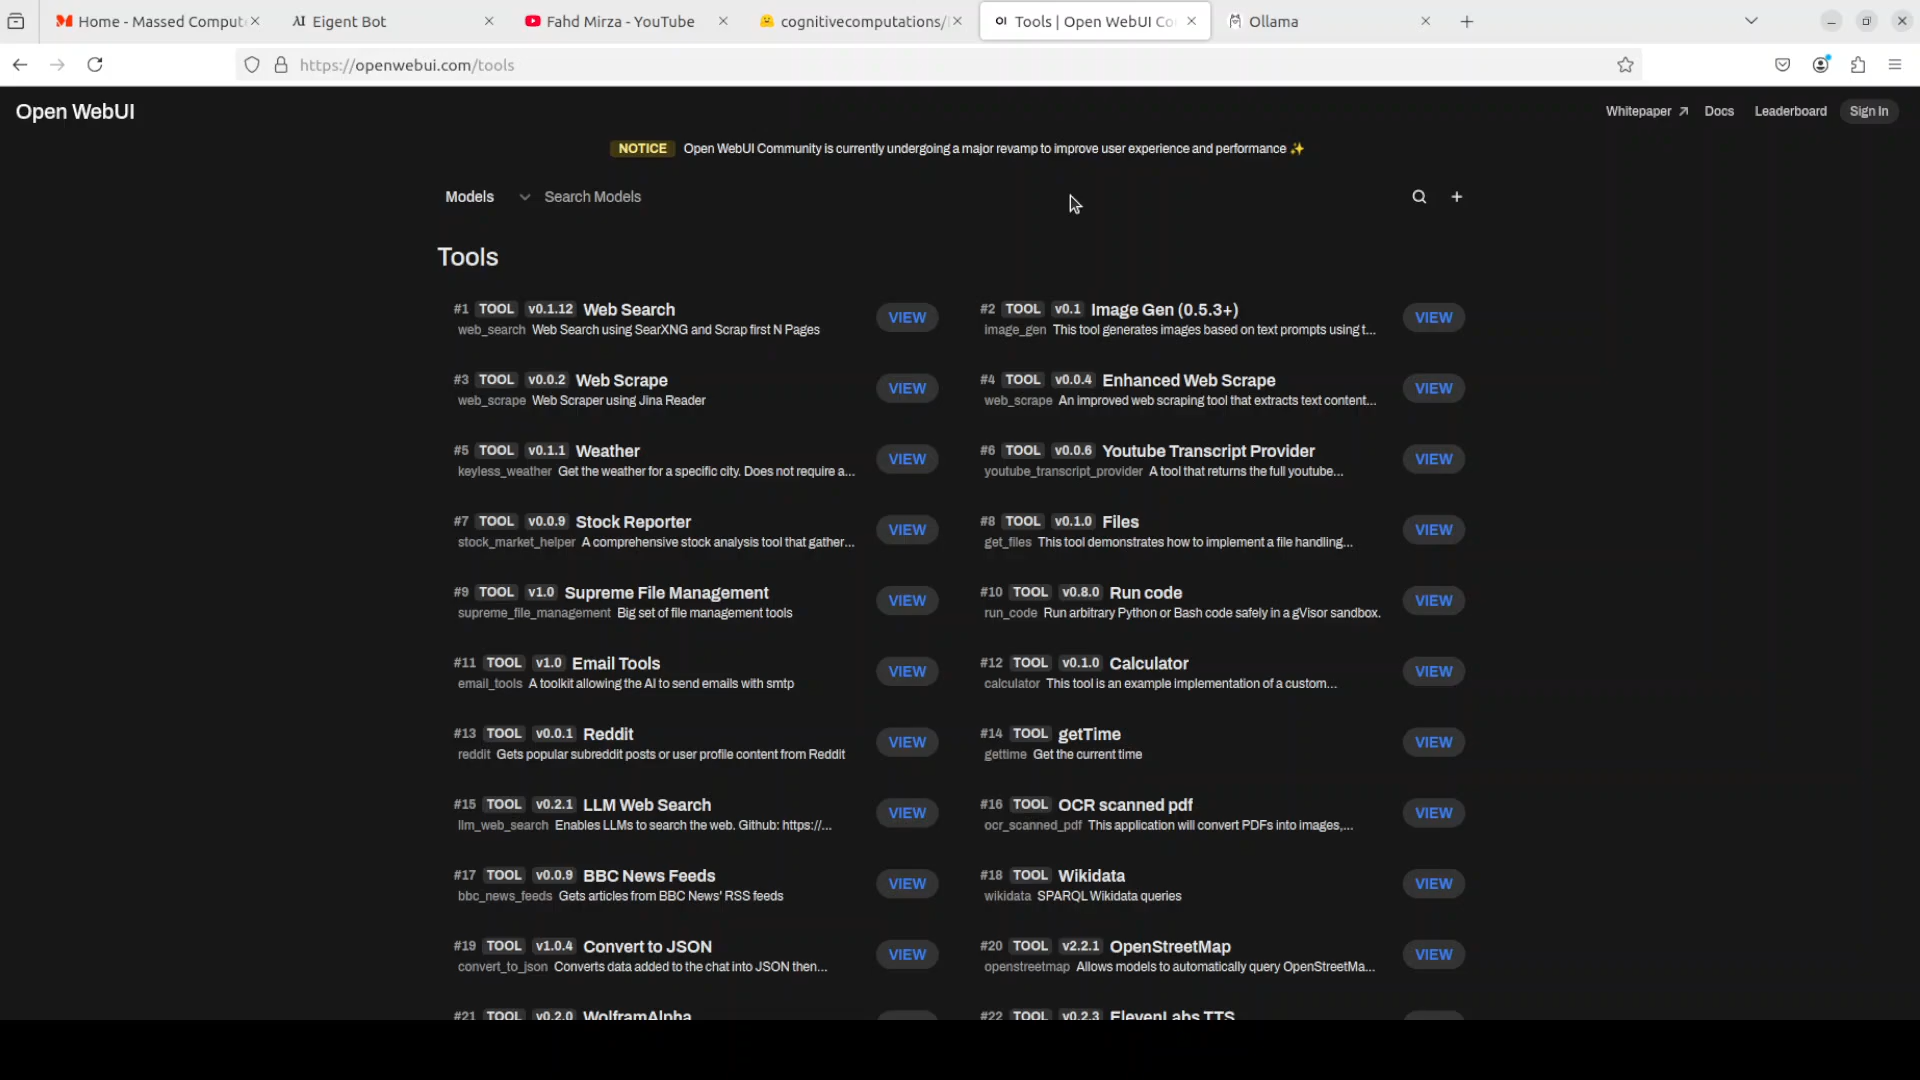 Home - Massed Comput
Eigent Bot
Fahd Mirza - YouTube
cognitivecomputations/
Tools | Open WebUI Co
Ollama
https://openwebui.com/tools
Open WebUI
Whitepaper ↗
Docs
Leaderboard
Sign In
NOTICE Open WebUI Community is currently undergoing a major revamp to improve user experience and performance ✨
Models
Search Models
Tools
#1 TOOL v0.1.12 Web Search
web_search Web Search using SearXNG and Scrap first N Pages
VIEW
#2 TOOL v0.1 Image Gen (0.5.3+)
image_gen This tool generates images based on text prompts using t...
VIEW
#3 TOOL v0.0.2 Web Scrape
web_scrape Web Scraper using Jina Reader
VIEW
#4 TOOL v0.0.4 Enhanced Web Scrape
web_scrape An improved web scraping tool that extracts text content...
VIEW
#5 TOOL v0.1.1 Weather
keyless_weather Get the weather for a specific city. Does not require a...
VIEW
#6 TOOL v0.0.6 Youtube Transcript Provider
youtube_transcript_provider A tool that returns the full youtube...
VIEW
#7 TOOL v0.0.9 Stock Reporter
stock_market_helper A comprehensive stock analysis tool that gather...
VIEW
#8 TOOL v0.1.0 Files
get_files This tool demonstrates how to implement a file handling...
VIEW
#9 TOOL v1.0 Supreme File Management
supreme_file_management Big set of file management tools
VIEW
#10 TOOL v0.8.0 Run code
run_code Run arbitrary Python or Bash code safely in a gVisor sandbox.
VIEW
#11 TOOL v1.0 Email Tools
email_tools A toolkit allowing the AI to send emails with smtp
VIEW
#12 TOOL v0.1.0 Calculator
calculator This tool is an example implementation of a custom...
VIEW
#13 TOOL v0.0.1 Reddit
reddit Gets popular subreddit posts or user profile content from Reddit
VIEW
#14 TOOL getTime
gettime Get the current time
VIEW
#15 TOOL v0.2.1 LLM Web Search
llm_web_search Enables LLMs to search the web. Github: https://...
VIEW
#16 TOOL OCR scanned pdf
ocr_scanned_pdf This application will convert PDFs into images,...
VIEW
#17 TOOL v0.0.9 BBC News Feeds
bbc_news_feeds Gets articles from BBC News' RSS feeds
VIEW
#18 TOOL Wikidata
wikidata SPARQL Wikidata queries
VIEW
#19 TOOL v1.0.4 Convert to JSON
convert_to_json Converts data added to the chat into JSON then...
VIEW
#20 TOOL v2.2.1 OpenStreetMap
openstreetmap Allows models to automatically query OpenStreetMa...
VIEW
#21 TOOL v0.2.0 WolframAlpha
#22 TOOL v0.2.3 ElevenLabs TTS